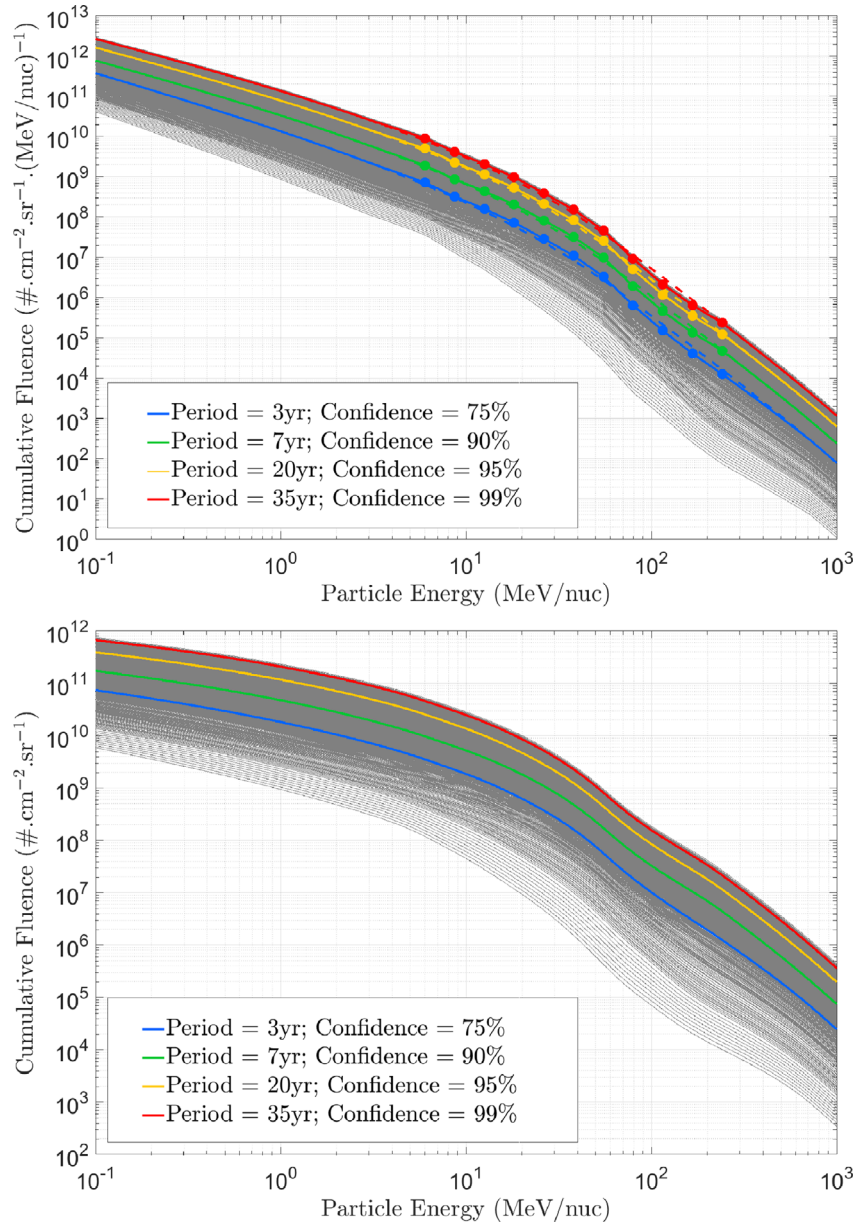 10^13
10^12
10^11
10^10
10^9
10^8
10^7
10^6
10^5
10^4
10^3
10^2
10^1
10^0
Cumulative Fluence (#.cm^−2.sr^−1.(MeV/nuc)^−1)
Period = 3yr; Confidence = 75%
Period = 7yr; Confidence = 90%
Period = 20yr; Confidence = 95%
Period = 35yr; Confidence = 99%
10^-1 10^0 10^1 10^2 10^3
Particle Energy (MeV/nuc)
10^12
10^11
10^10
10^9
10^8
10^7
10^6
10^5
10^4
10^3
10^2
Cumulative Fluence (#.cm^−2.sr^−1)
Period = 3yr; Confidence = 75%
Period = 7yr; Confidence = 90%
Period = 20yr; Confidence = 95%
Period = 35yr; Confidence = 99%
10^-1 10^0 10^1 10^2 10^3
Particle Energy (MeV/nuc)